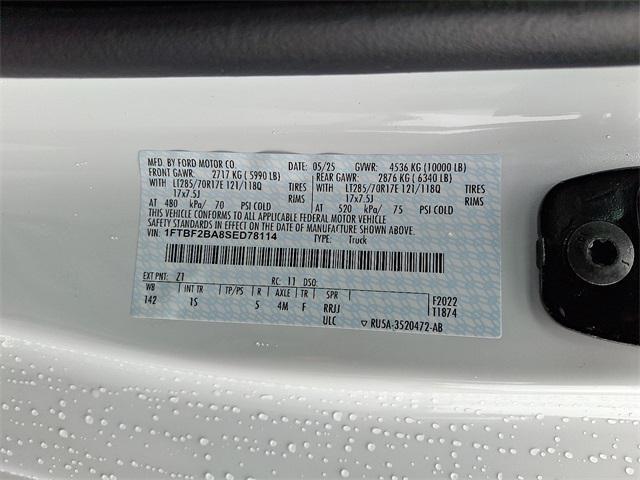 MFD. BY FORD MOTOR CO. DATE: 05/25 GVWR: 4536 KG (10000 LB)
FRONT GAWR: 2717 KG (5990 LB) REAR GAWR: 2876 KG (6340 LB)
WITH LT285/70R17E 121/118Q TIRES WITH LT285/70R17E 121/118Q TIRES
17x7.5J RIMS 17x7.5J RIMS
AT 480 kPa/ 70 PSI COLD AT 520 kPa/ 75 PSI COLD
THIS VEHICLE CONFORMS TO ALL APPLICABLE FEDERAL MOTOR VEHICLE
SAFETY STANDARDS IN EFFECT ON THE DATE OF MANUFACTURE SHOWN ABOVE.
VIN: 1FTBF2BA8SED78114 TYPE: Truck
EXT PNT: Z1 RC: 11 DSO:
WB INT TR TP/PS R AXLE TR SPR F2022
142 1S 5 4M F RRJJ T1874
ULC ▽ RU5A-3520472-AB